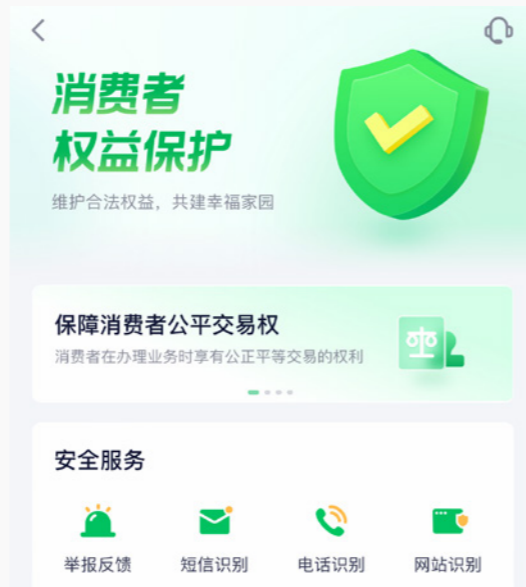 消费者
权益保护
维护合法权益，共建幸福家园
保障消费者公平交易权
消费者在办理业务时享有公正平等交易的权利
安全服务
举报反馈 短信识别 电话识别 网站识别